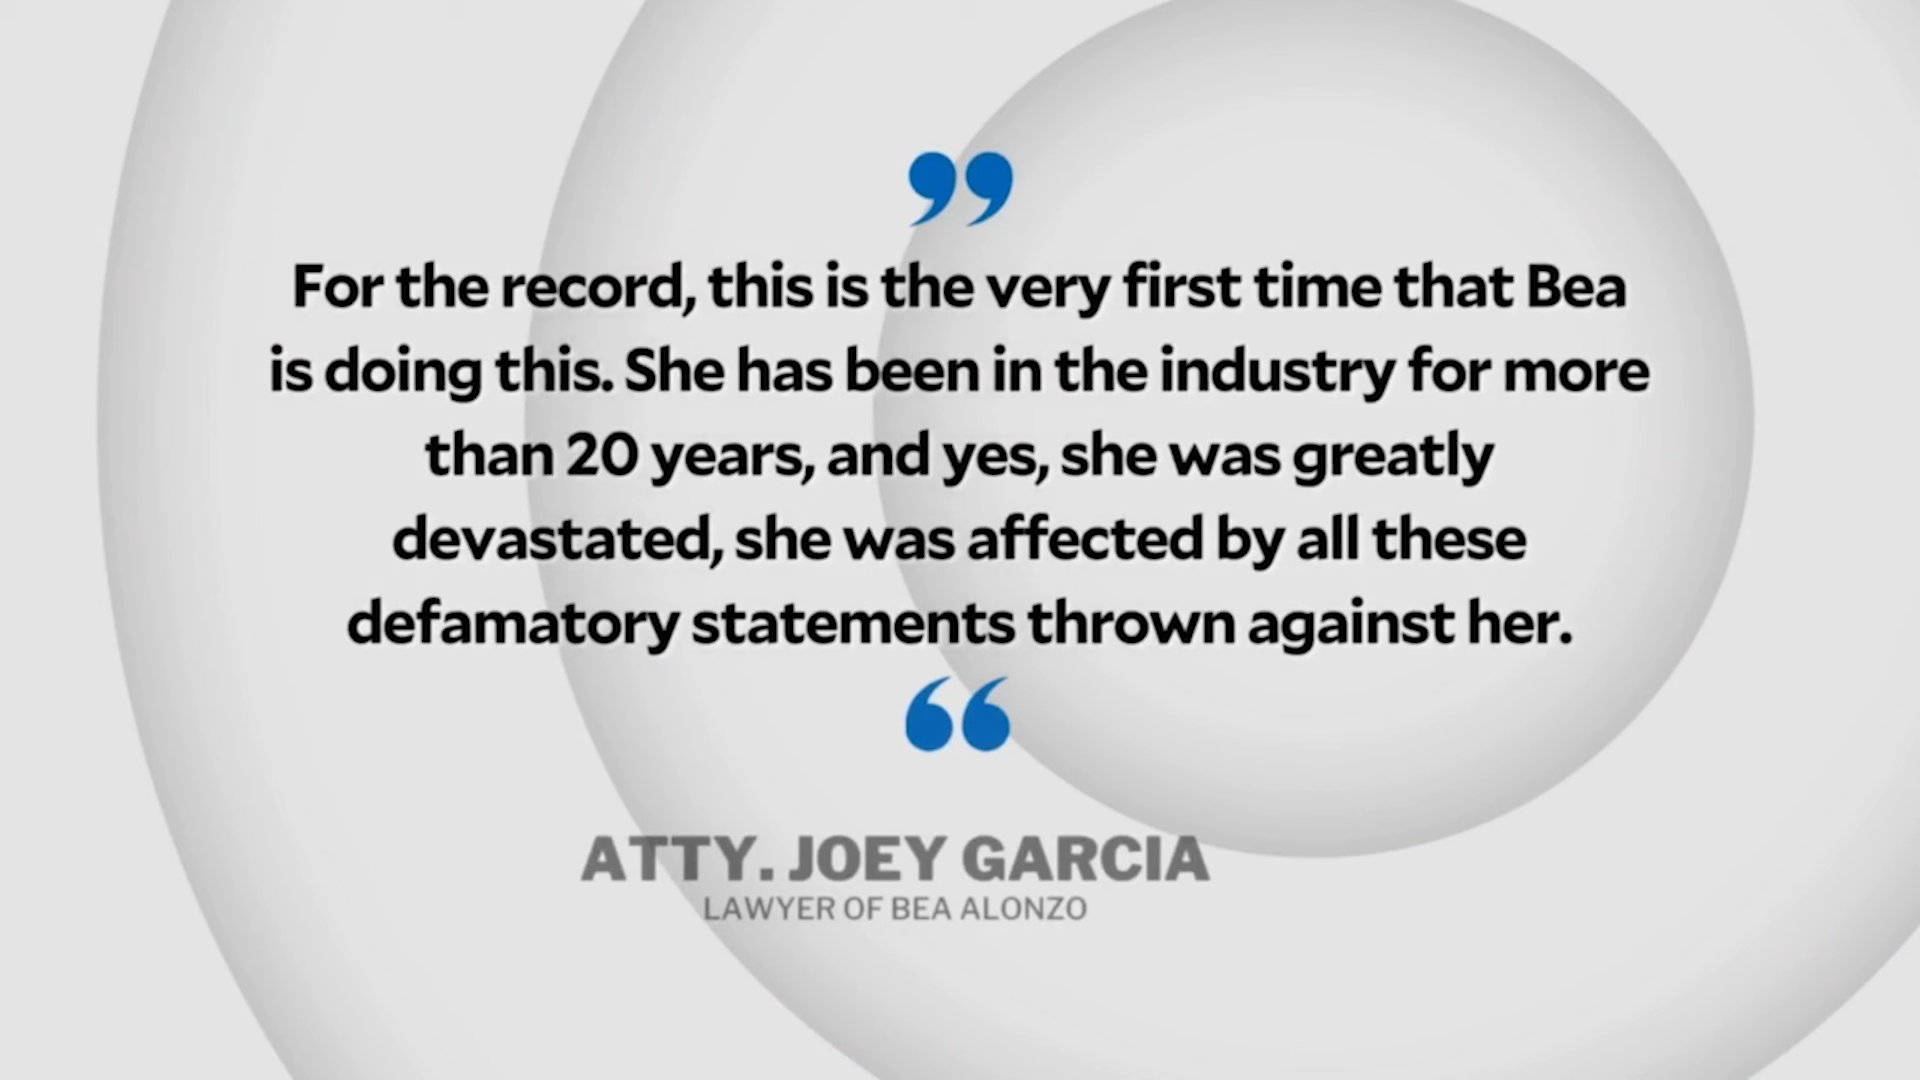 ”
For the record, this is the very first time that Bea
is doing this. She has been in the industry for more
than 20 years, and yes, she was greatly
devastated, she was affected by all these
defamatory statements thrown against her.
“
ATTY. JOEY GARCIA
LAWYER OF BEA ALONZO